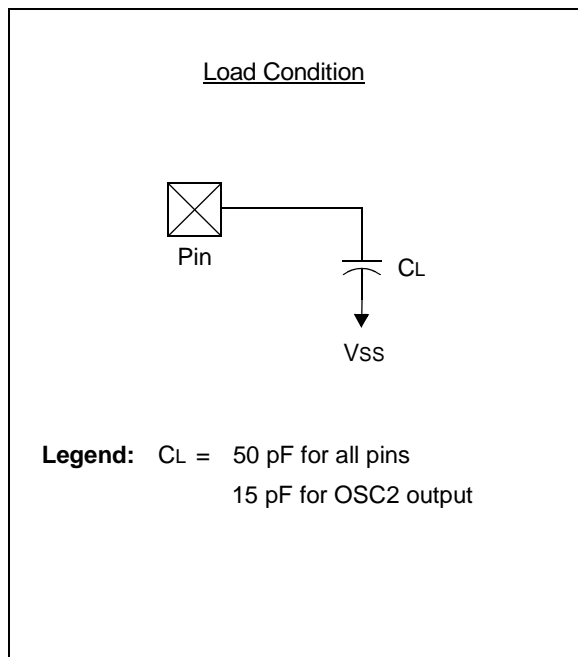 Load Condition
Pin
CL
VSS
Legend: CL = 50 pF for all pins
15 pF for OSC2 output